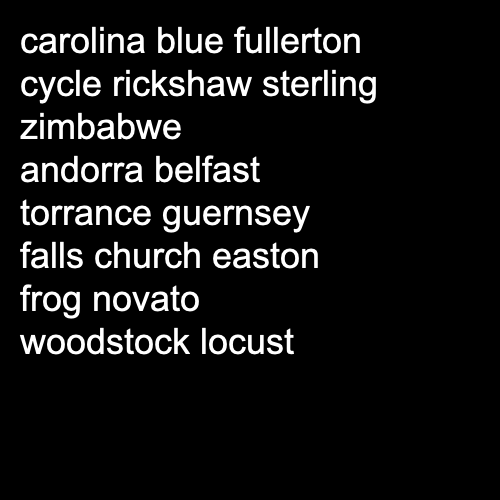 carolina blue fullerton
cycle rickshaw sterling
zimbabwe
andorra belfast
torrance guernsey
falls church easton
frog novato
woodstock locust